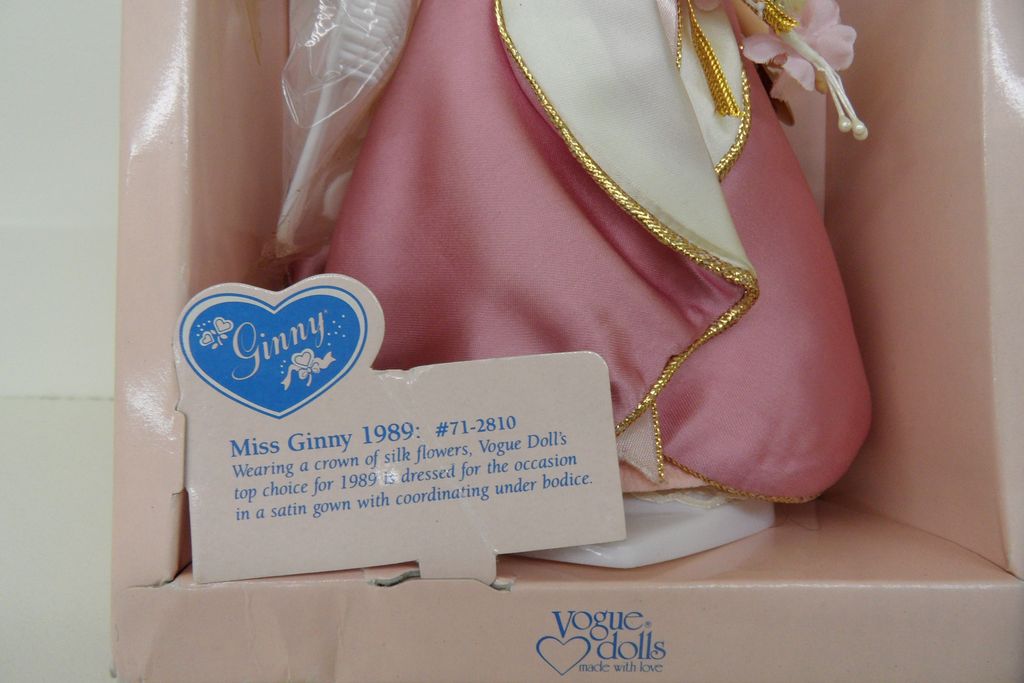 Ginny
Miss Ginny 1989: #71-2810
Wearing a crown of silk flowers, Vogue Doll's
top choice for 1989 is dressed for the occasion
in a satin gown with coordinating under bodice.
Vogue®
dolls
made with love